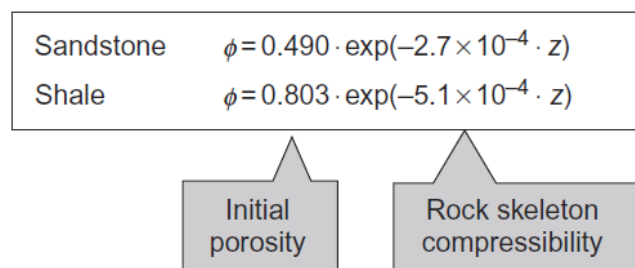 Sandstone ϕ = 0.490 · exp(–2.7 × 10⁻⁴ · z)
Shale ϕ = 0.803 · exp(–5.1 × 10⁻⁴ · z)
Initial
porosity
Rock skeleton
compressibility